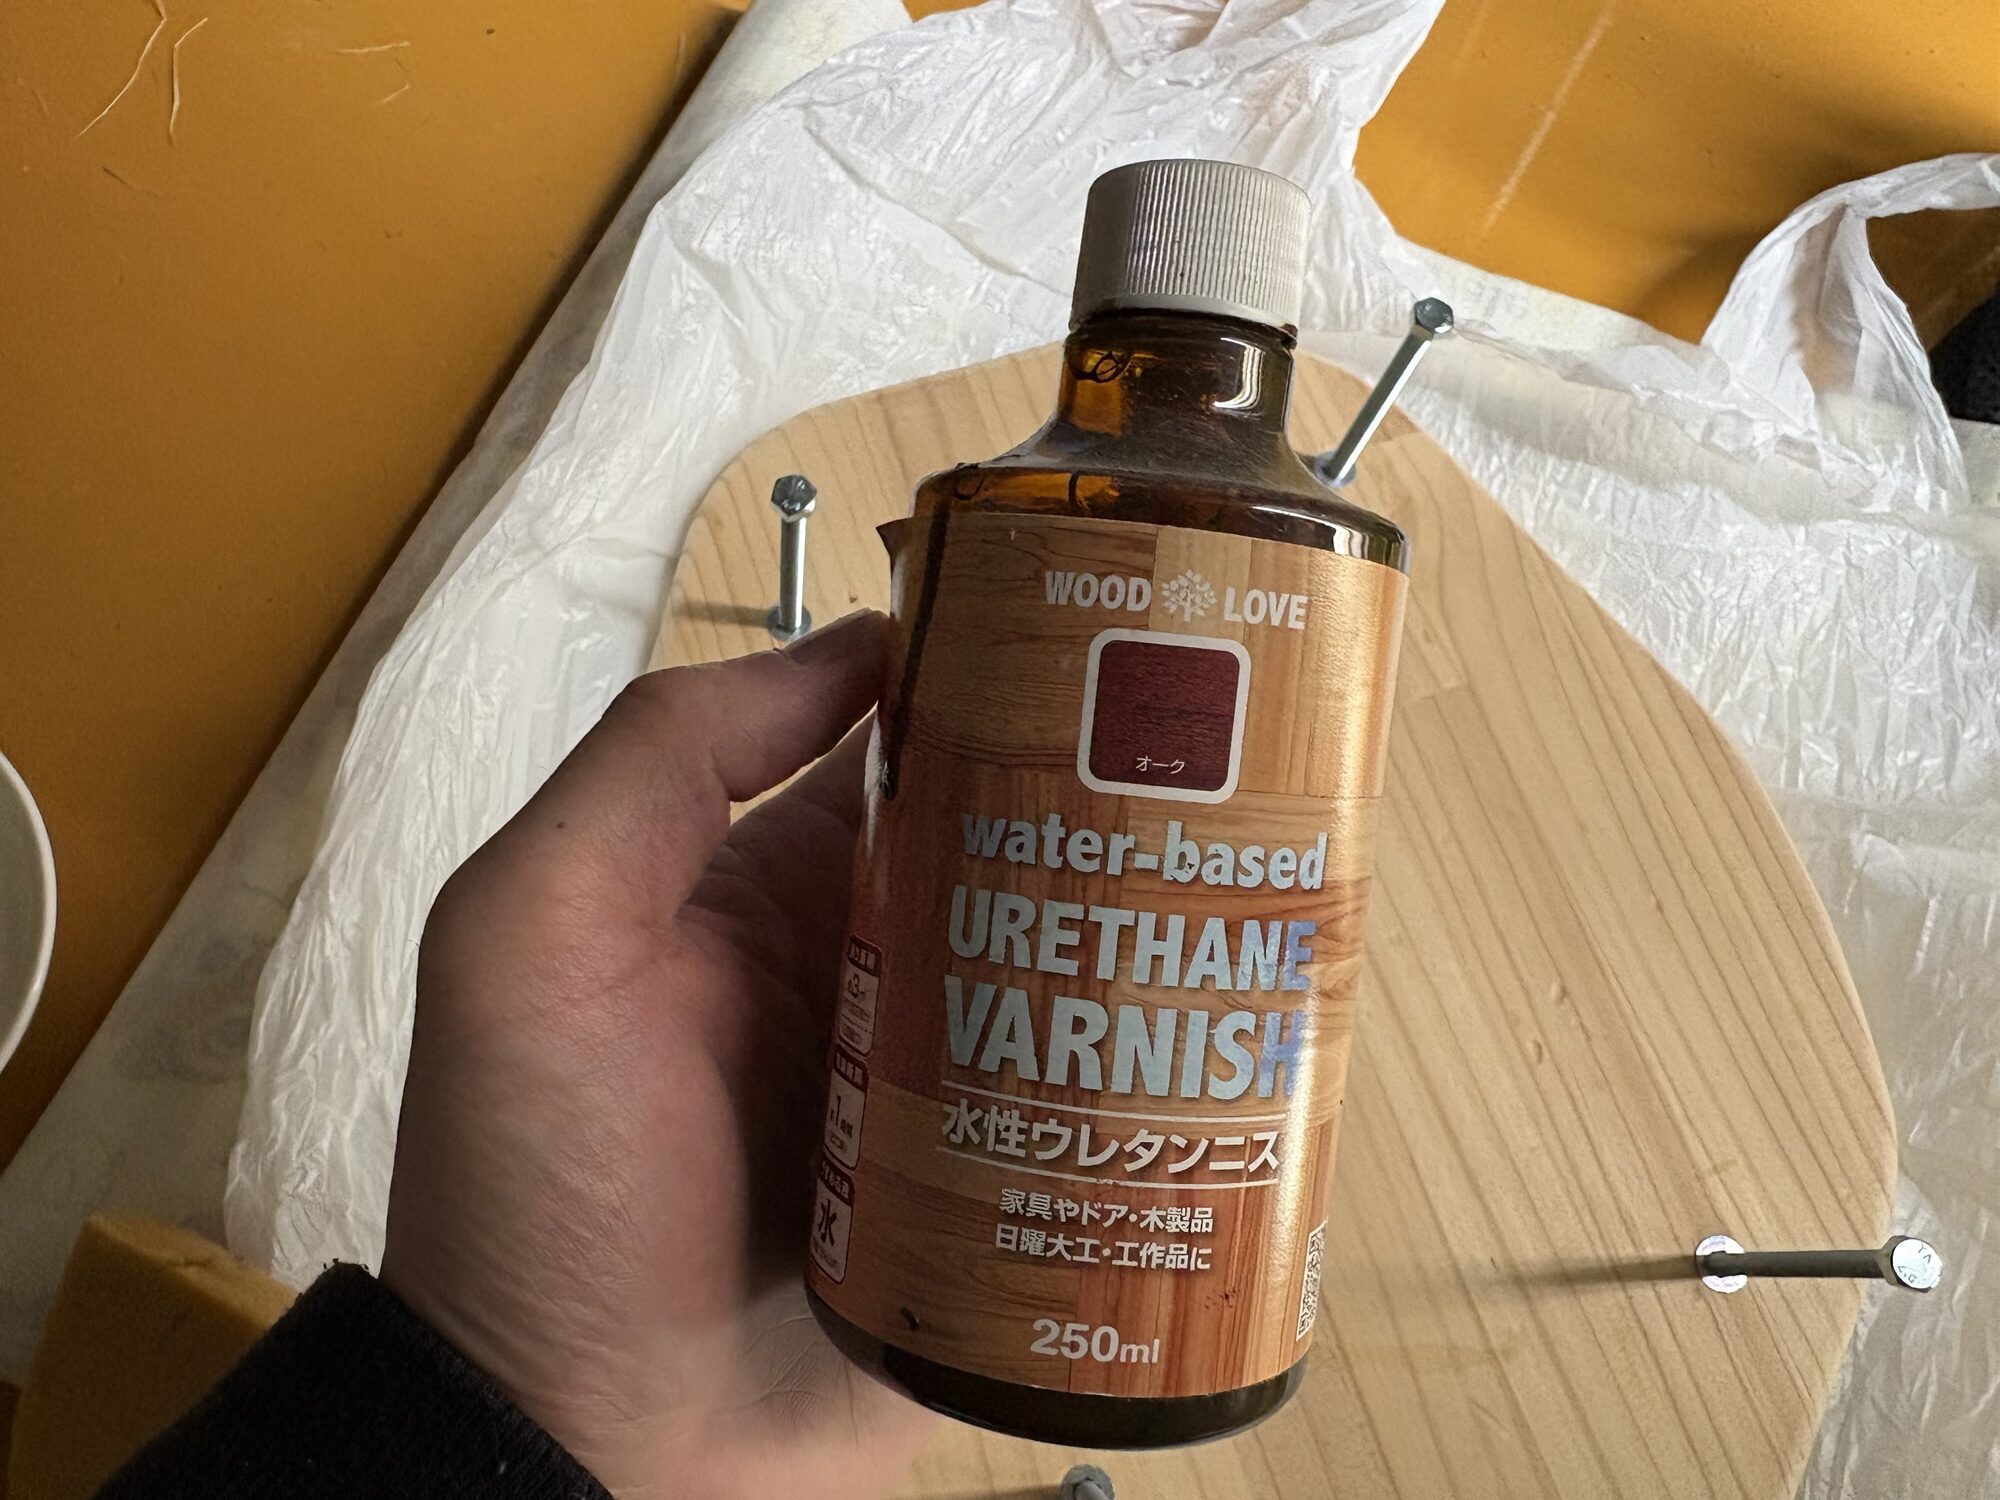 WOOD LOVE
オーク
water-based
URETHANE
VARNISH
水性ウレタンニス
家具やドア・木製品
日曜大工・工作品に
250ml
水